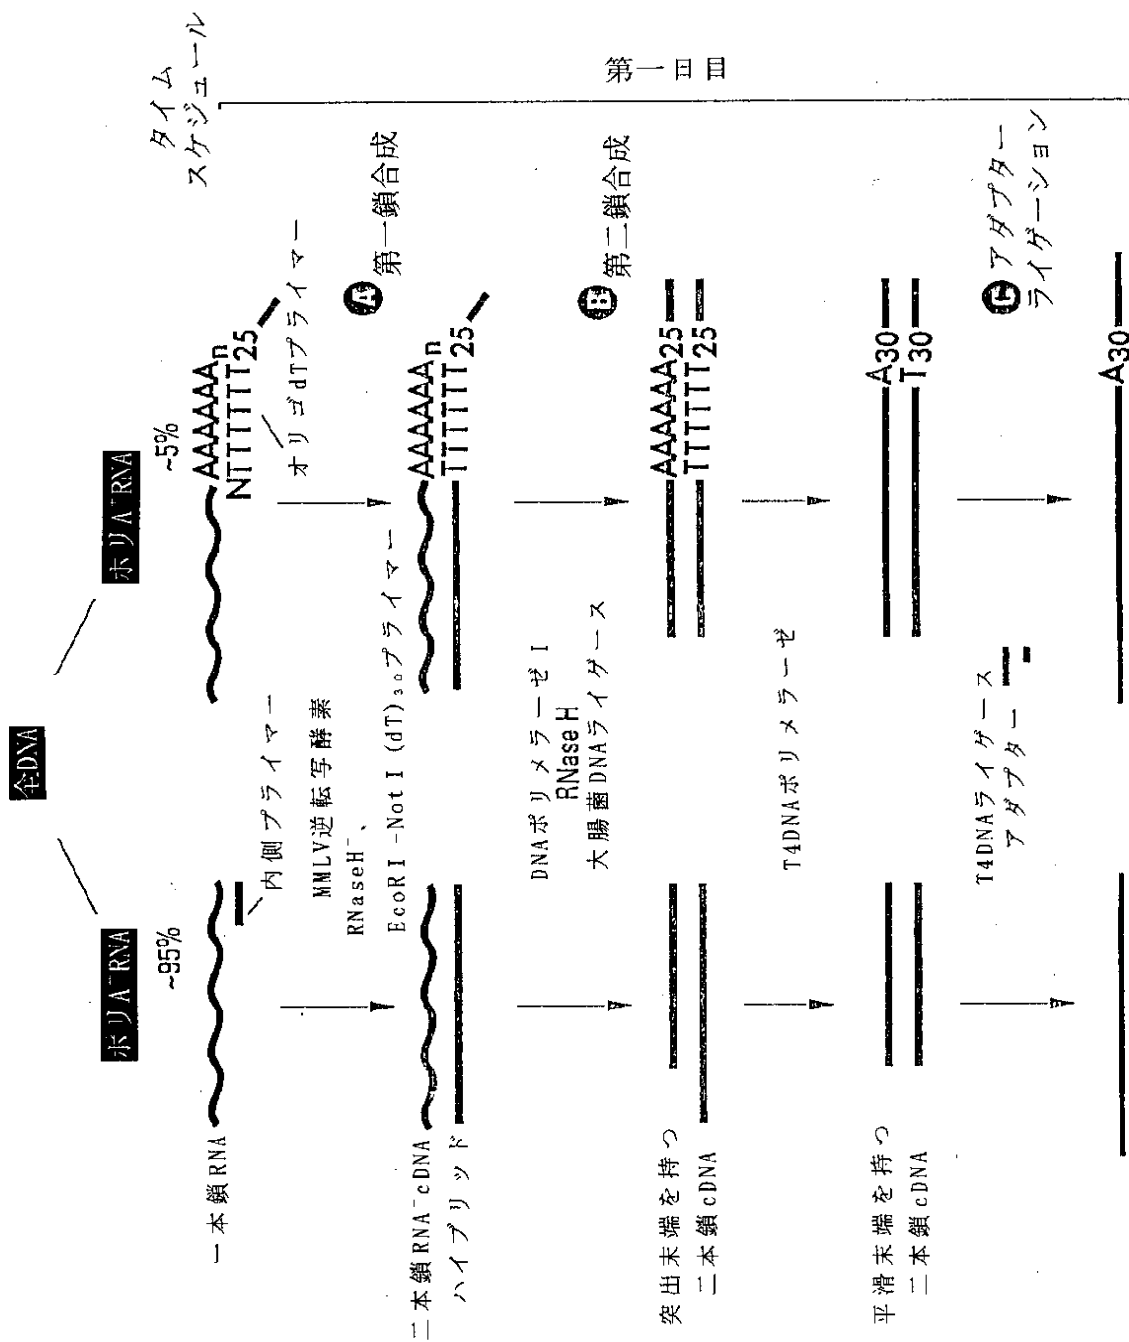 全DNA
ポリA⁻RNA
ポリA⁻RNA
タイム
スケジュール
~95%
~5%
一本鎖RNA
AAAAAAn
NTTTTTT25
内側プライマー
オリゴdTプライマー
第一日目
MMLV逆転写酵素
RNaseH⁻、
EcoRI-NotI(dT)₃₀プライマー
A
第一鎖合成
二本鎖RNA⁻cDNA
ハイブリッド
AAAAAAn
TTTTTT25
DNAポリメラーゼI
RNase H
大腸菌DNAライゲース
B
第二鎖合成
突出末端を持つ
二本鎖cDNA
AAAAAA25
TTTTTT25
T4DNAポリメラーゼ
平滑末端を持つ
二本鎖cDNA
A30
T30
T4DNAライゲース
アダプター
C アダプター
ライゲーション
A30